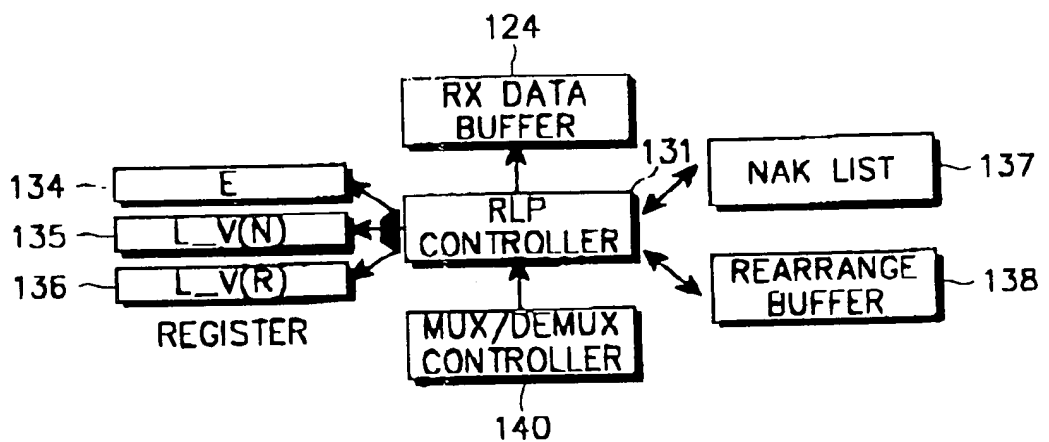 124
RX DATA
BUFFER
131
NAK LIST
137
134
E
RLP
CONTROLLER
135
L_V(N)
136
L_V(R)
REARRANGE
BUFFER
138
REGISTER
MUX/DEMUX
CONTROLLER
140